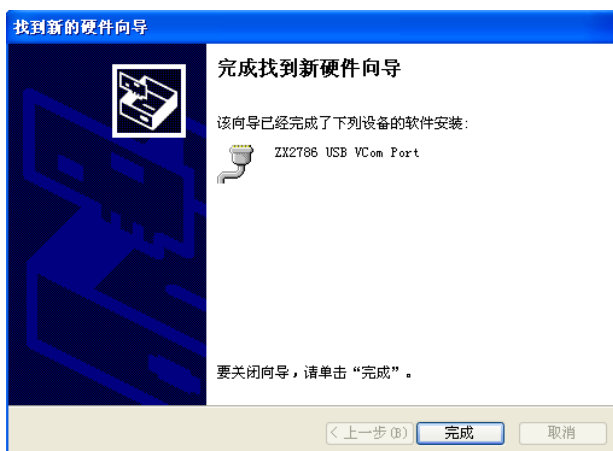 找到新的硬件向导
完成找到新硬件向导
该向导已经完成了下列设备的软件安装:
ZX2786 USB VCom Port
要关闭向导，请单击“完成”。
< 上一步(B)
完成
取消